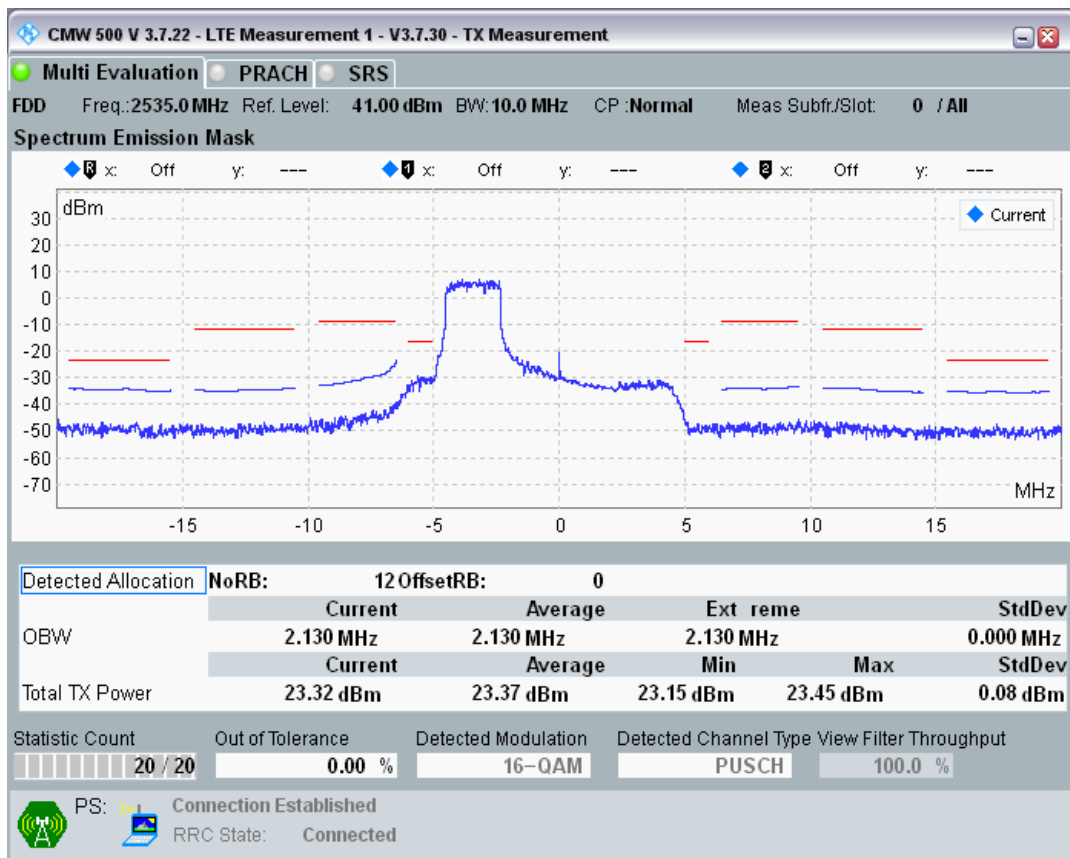 CMW 500 V 3.7.22 - LTE Measurement 1 - V3.7.30 - TX Measurement
Multi Evaluation PRACH SRS
FDD Freq.:2535.0 MHz Ref. Level: 41.00 dBm BW:10.0 MHz CP :Normal Meas Subfr./Slot: 0 / All
Spectrum Emission Mask
R x: Off y: --- 1 x: Off y: --- 2 x: Off y: ---
dBm
Current
30
20
10
0
-10
-20
-30
-40
-50
-60
-70
MHz
-15 -10 -5 0 5 10 15
Detected Allocation NoRB: 12 OffsetRB: 0
Current Average Ext reme StdDev
OBW 2.130 MHz 2.130 MHz 2.130 MHz 0.000 MHz
Current Average Min Max StdDev
Total TX Power 23.32 dBm 23.37 dBm 23.15 dBm 23.45 dBm 0.08 dBm
Statistic Count Out of Tolerance Detected Modulation Detected Channel Type View Filter Throughput
20 / 20 0.00 % 16-QAM PUSCH 100.0 %
PS: Connection Established
RRC State: Connected